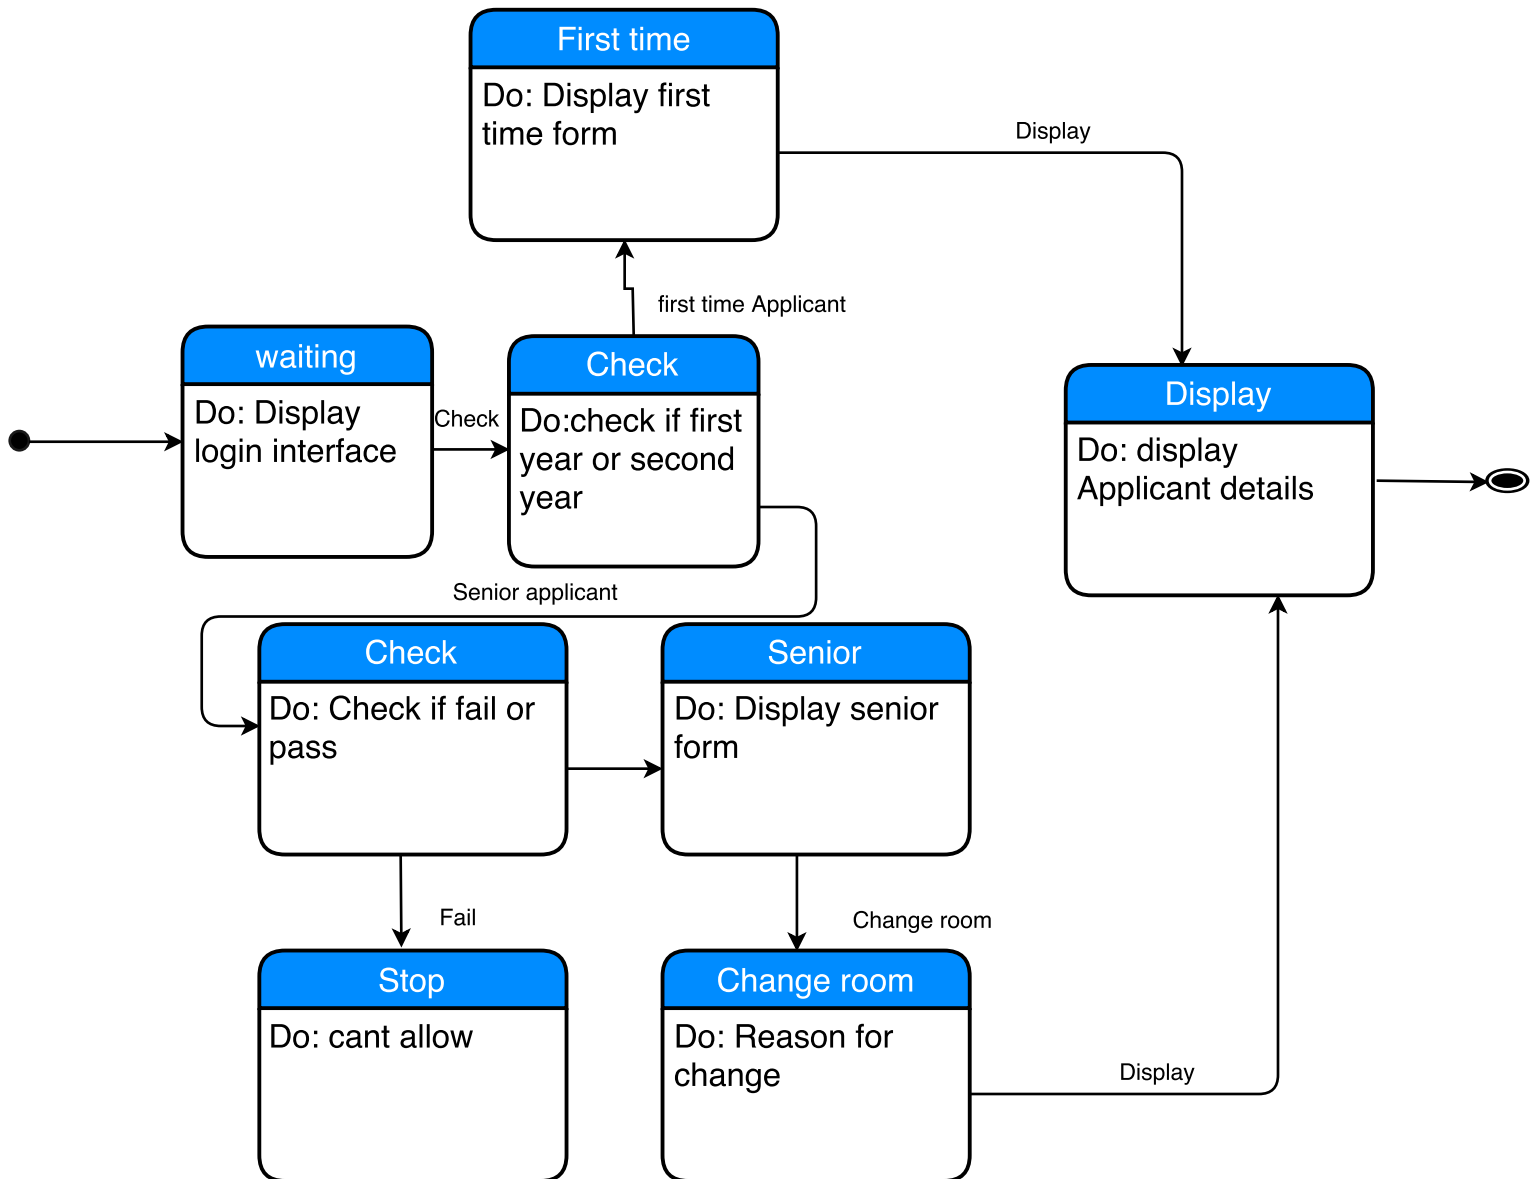 First time
Do: Display first
time form
Display
first time Applicant
waiting
Do: Display
login interface
Check
Check
Do:check if first
year or second
year
Display
Do: display
Applicant details
Senior applicant
Check
Do: Check if fail or
pass
Senior
Do: Display senior
form
Fail
Change room
Stop
Do: cant allow
Change room
Do: Reason for
change
Display